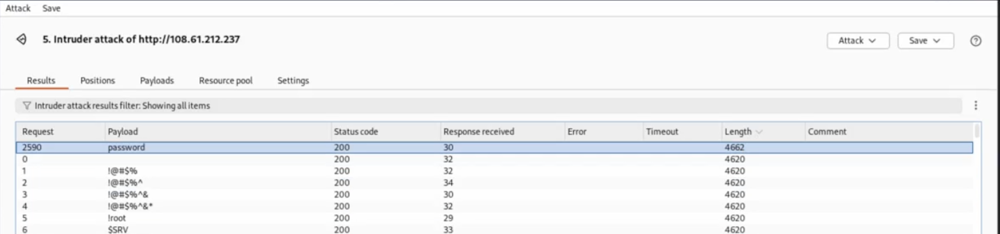 Attack Save
5. Intruder attack of http://108.61.212.237
Attack Save
Results Positions Payloads Resource pool Settings
Intruder attack results filter: Showing all items
Request Payload Status code Response received Error Timeout Length Comment
2590 password 200 30 4662
0 200 32 4620
1 !@#$% 200 32 4620
2 !@#$%^ 200 34 4620
3 !@#$%^& 200 30 4620
4 !@#$%^&* 200 32 4620
5 !root 200 29 4620
6 $SRV 200 33 4620